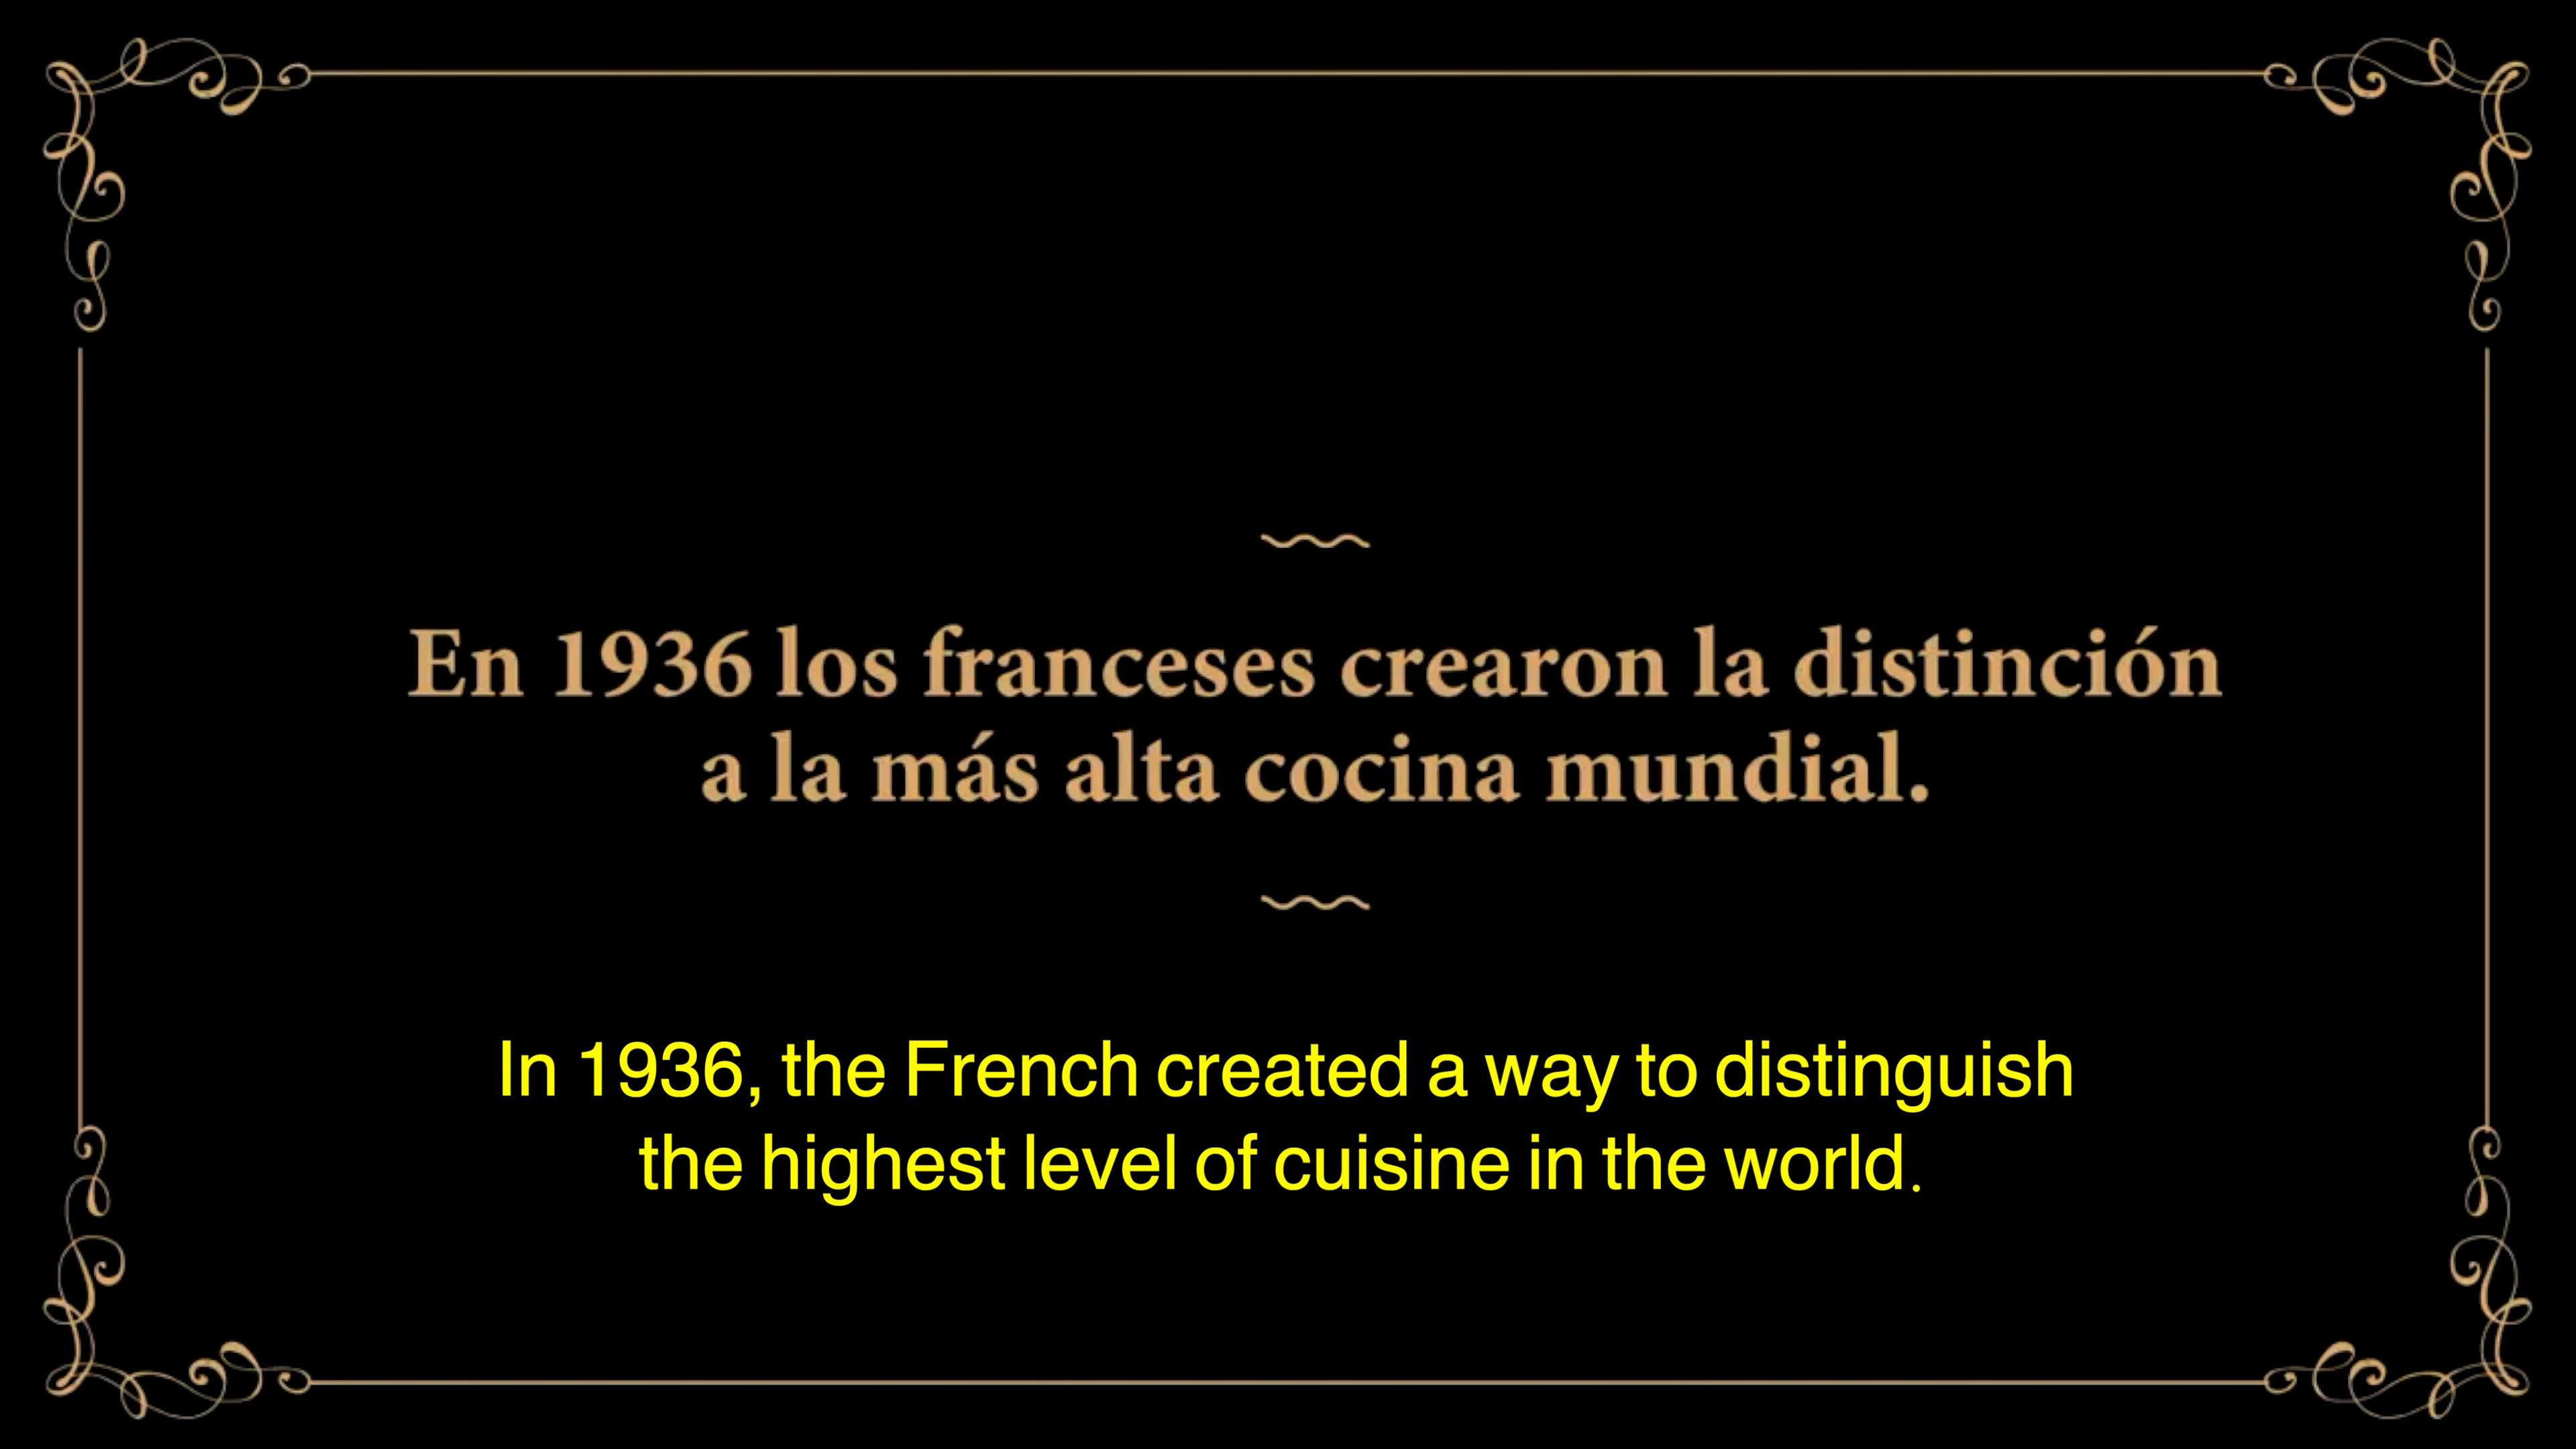 En 1936 los franceses crearon la distinción
a la más alta cocina mundial.
In 1936, the French created a way to distinguish
the highest level of cuisine in the world.